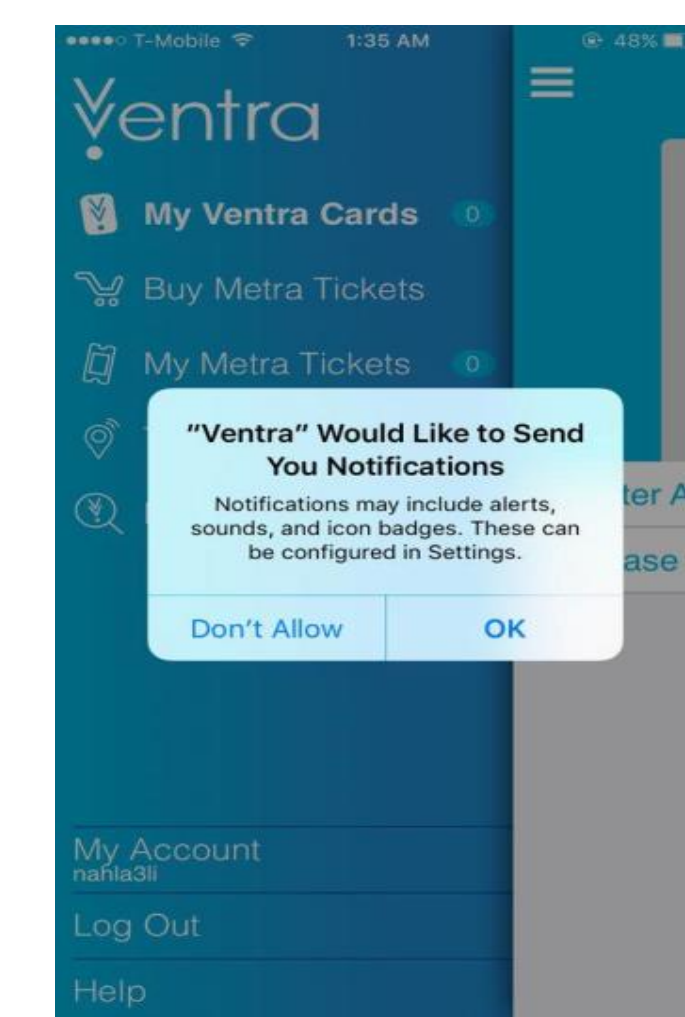 T-Mobile 1:35 AM 48%
Ventra
My Ventra Cards 0
Buy Metra Tickets
My Metra Tickets 0
"Ventra" Would Like to Send
You Notifications
Notifications may include alerts,
sounds, and icon badges. These can
be configured in Settings.
Don't Allow OK
ter A
ase
My Account
nahla3li
Log Out
Help